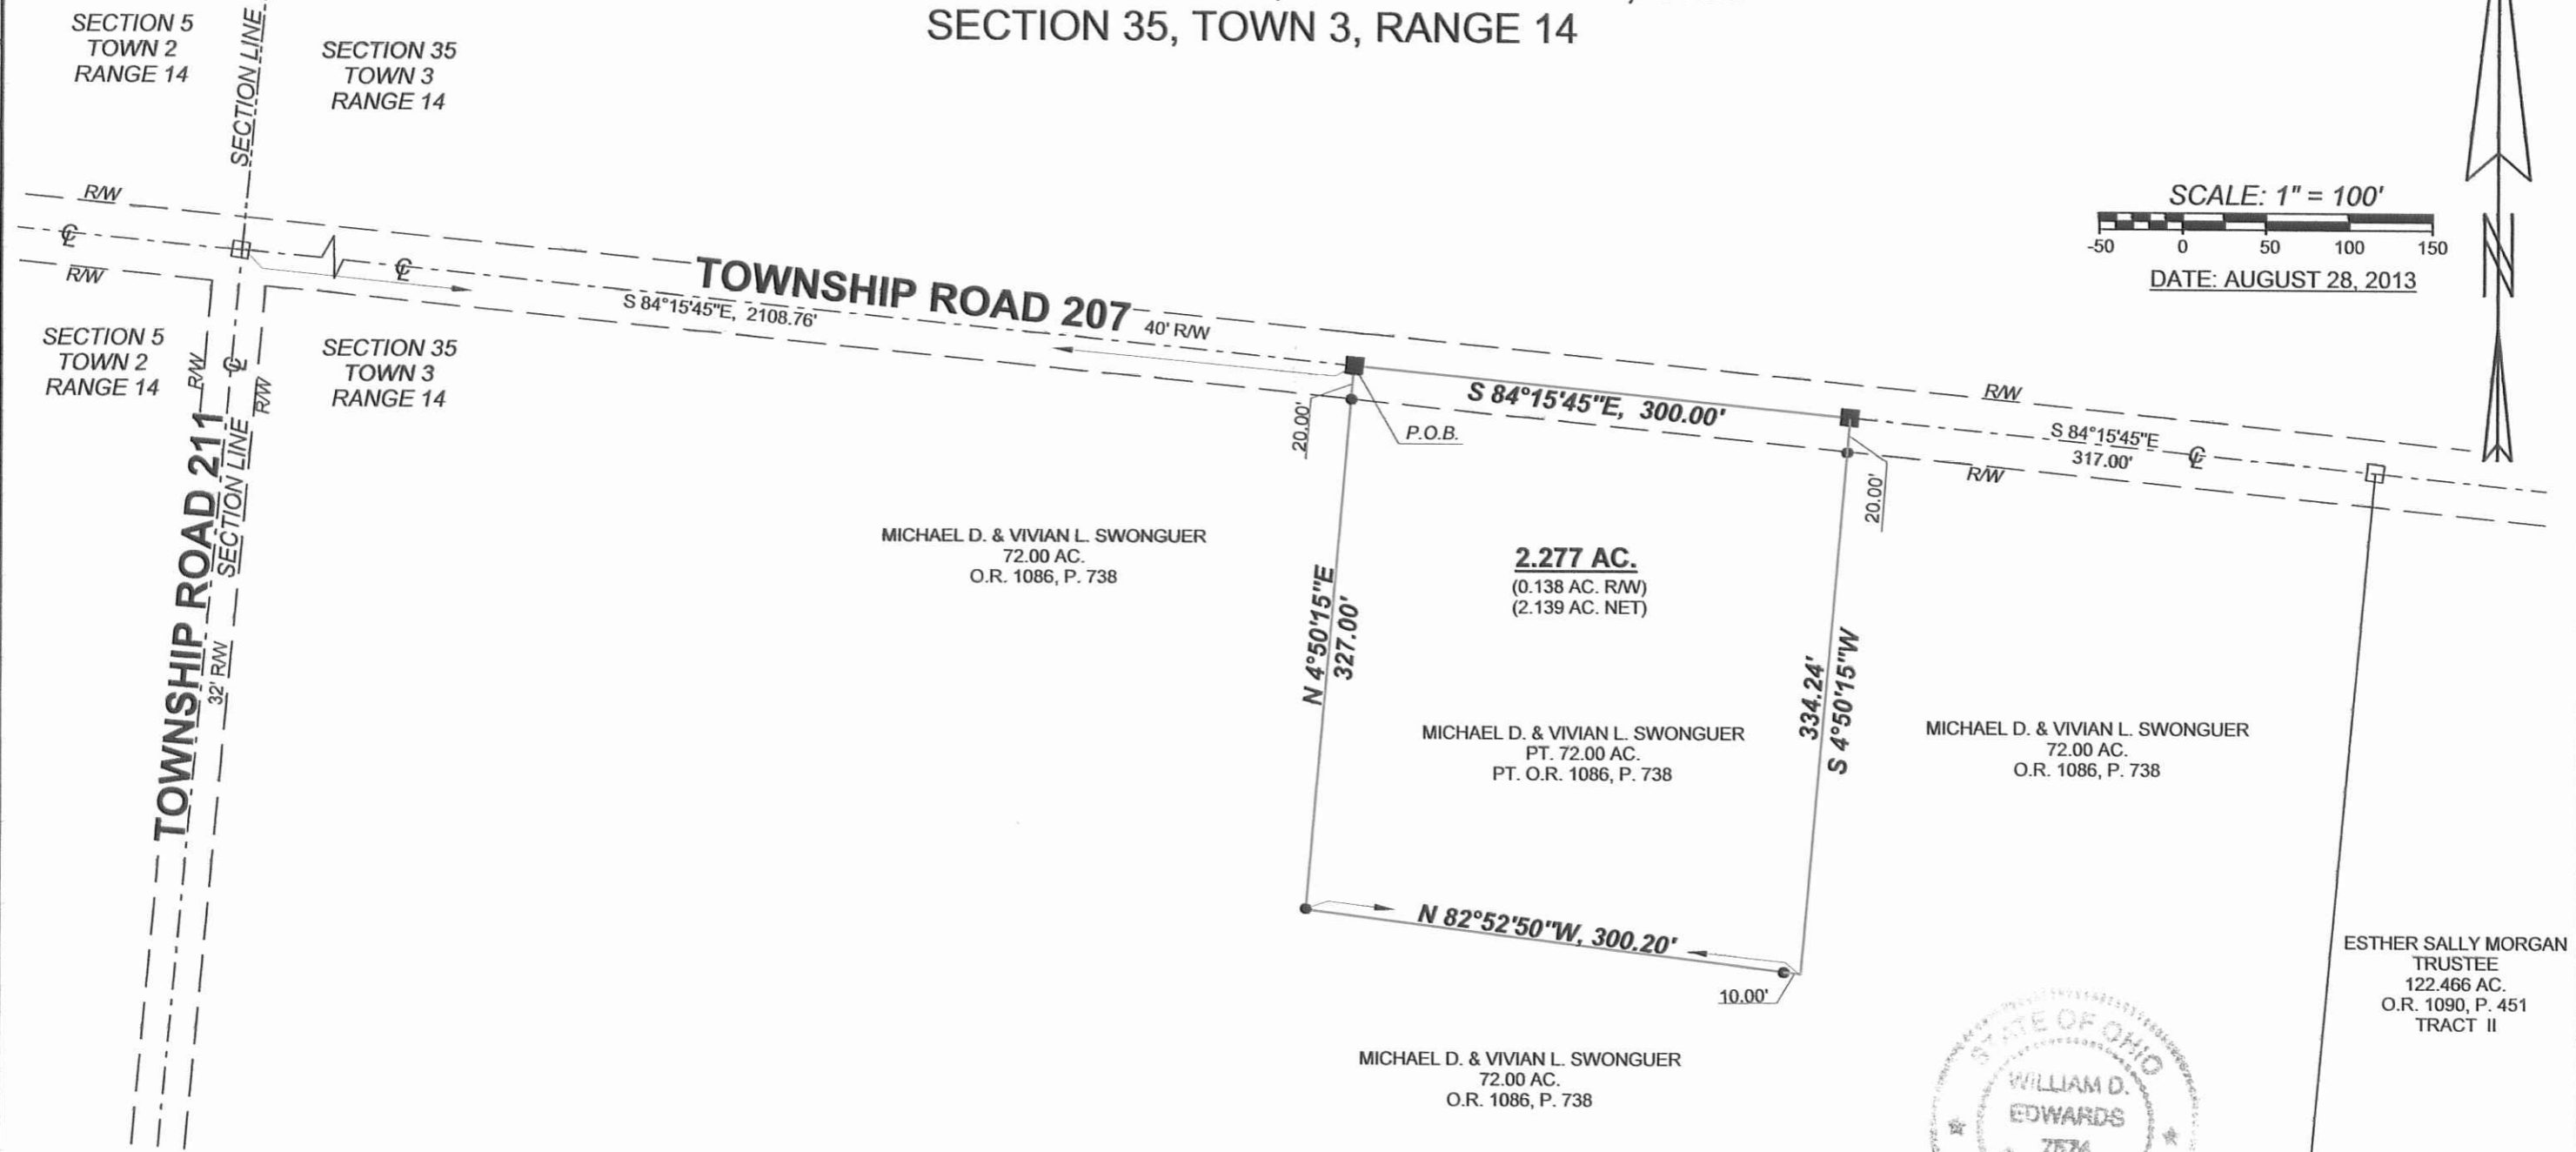 SECTION 35, TOWN 3, RANGE 14
SECTION 5
TOWN 2
RANGE 14
SECTION LINE
SECTION 35
TOWN 3
RANGE 14
SCALE: 1" = 100'
-50 0 50 100 150
DATE: AUGUST 28, 2013
N
R/W
℄
R/W
℄
TOWNSHIP ROAD 207
40' R/W
S 84°15'45"E, 2108.76'
SECTION 5
TOWN 2
RANGE 14
R/W
℄
R/W
SECTION 35
TOWN 3
RANGE 14
TOWNSHIP ROAD 211
SECTION LINE
32' R/W
20.00'
P.O.B.
S 84°15'45"E, 300.00'
R/W
S 84°15'45"E
317.00'
℄
R/W
20.00'
MICHAEL D. & VIVIAN L. SWONGUER
72.00 AC.
O.R. 1086, P. 738
2.277 AC.
(0.138 AC. R/W)
(2.139 AC. NET)
N 4°50'15"E
327.00'
334.24'
S 4°50'15"W
MICHAEL D. & VIVIAN L. SWONGUER
PT. 72.00 AC.
PT. O.R. 1086, P. 738
MICHAEL D. & VIVIAN L. SWONGUER
72.00 AC.
O.R. 1086, P. 738
N 82°52'50"W, 300.20'
10.00'
MICHAEL D. & VIVIAN L. SWONGUER
72.00 AC.
O.R. 1086, P. 738
ESTHER SALLY MORGAN
TRUSTEE
122.466 AC.
O.R. 1090, P. 451
TRACT II
STATE OF OHIO
WILLIAM D.
EDWARDS